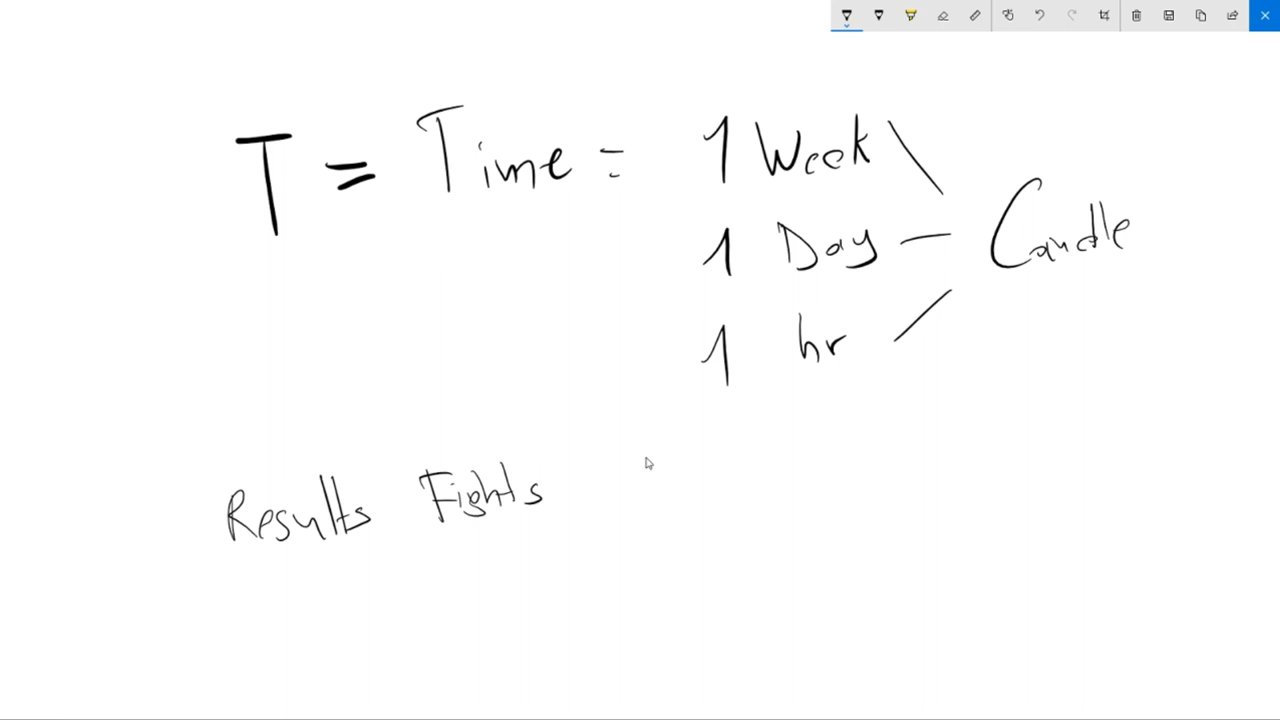 T = Time = 1 Week
1 Day — Candle
1 hr
Results Fights